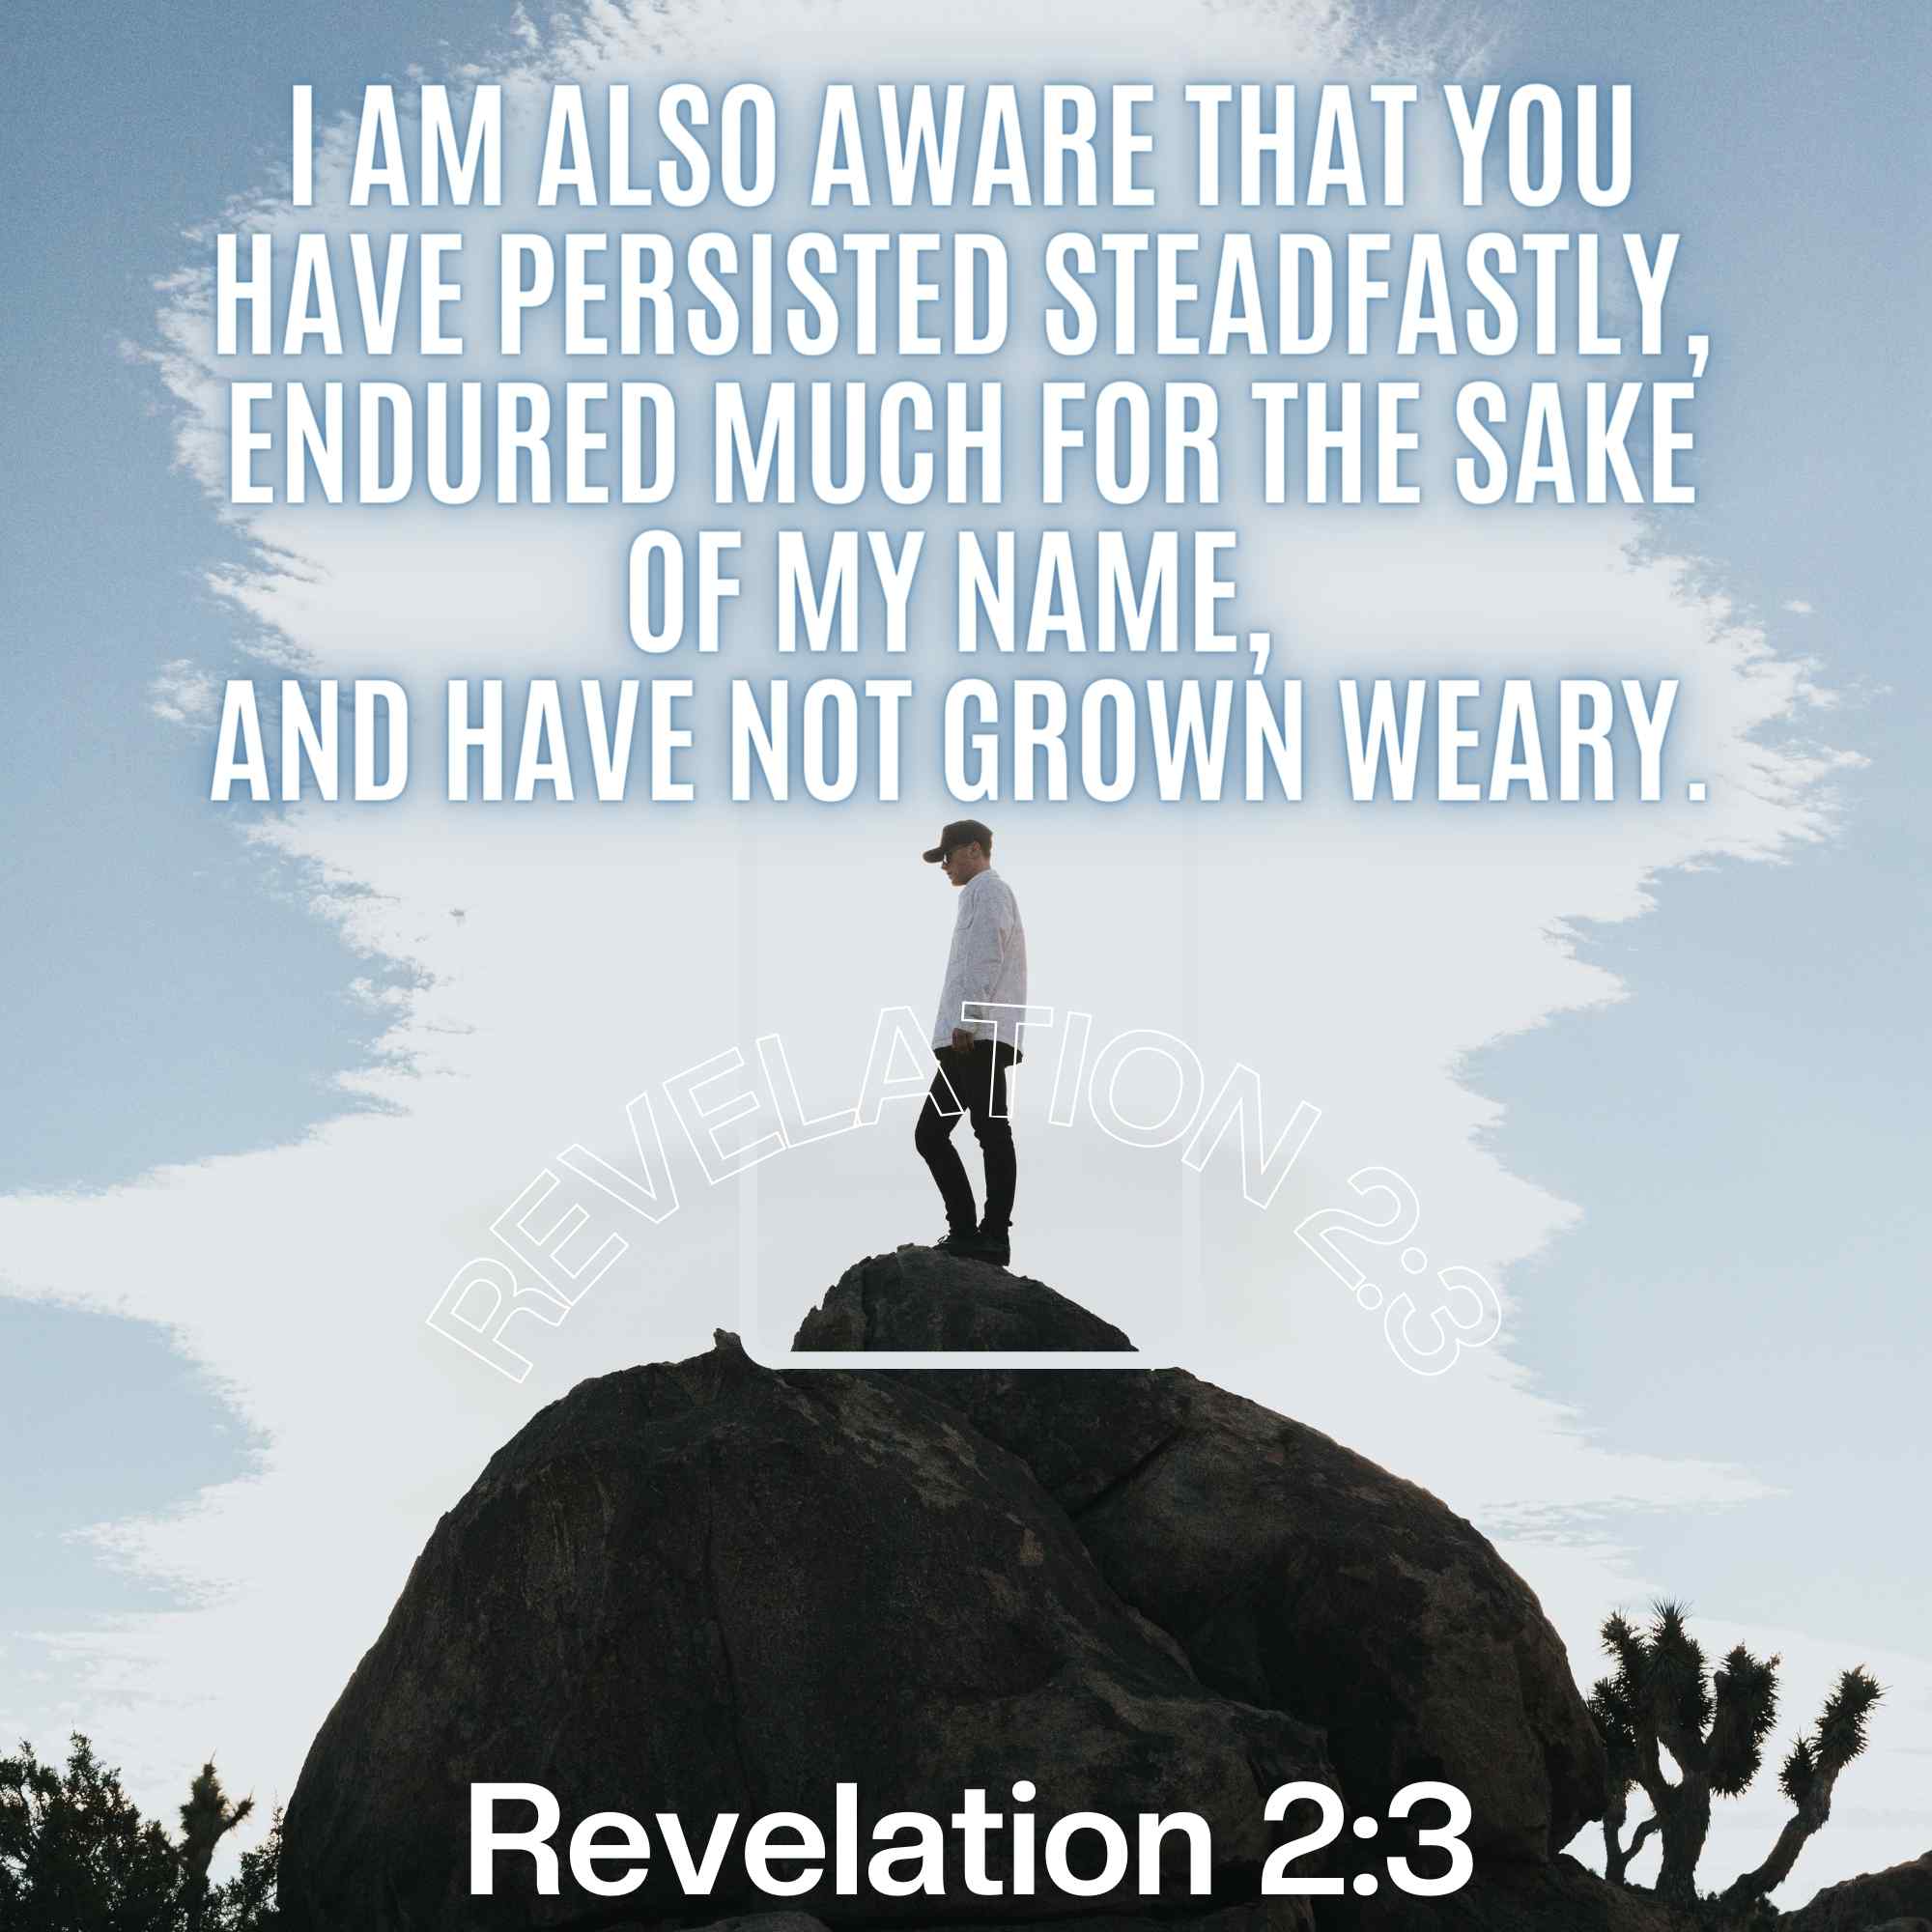 I AM ALSO AWARE THAT YOU
HAVE PERSISTED STEADFASTLY,
ENDURED MUCH FOR THE SAKE
OF MY NAME,
AND HAVE NOT GROWN WEARY.
REVELATION 2:3
Revelation 2:3